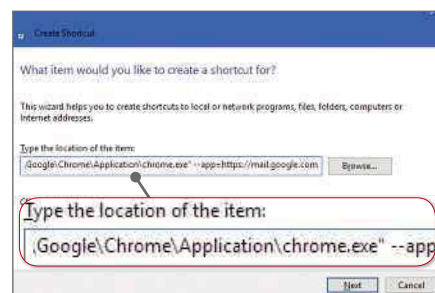 Create Shortcut
What item would you like to create a shortcut for?
This wizard helps you to create shortcuts to local or network programs, files, folders, computers or
Internet addresses.
Type the location of the item:
.Google\Chrome\Application\chrome.exe" --app=https://mail.google.com
Browse...
Type the location of the item:
.Google\Chrome\Application\chrome.exe" --app
Next
Cancel